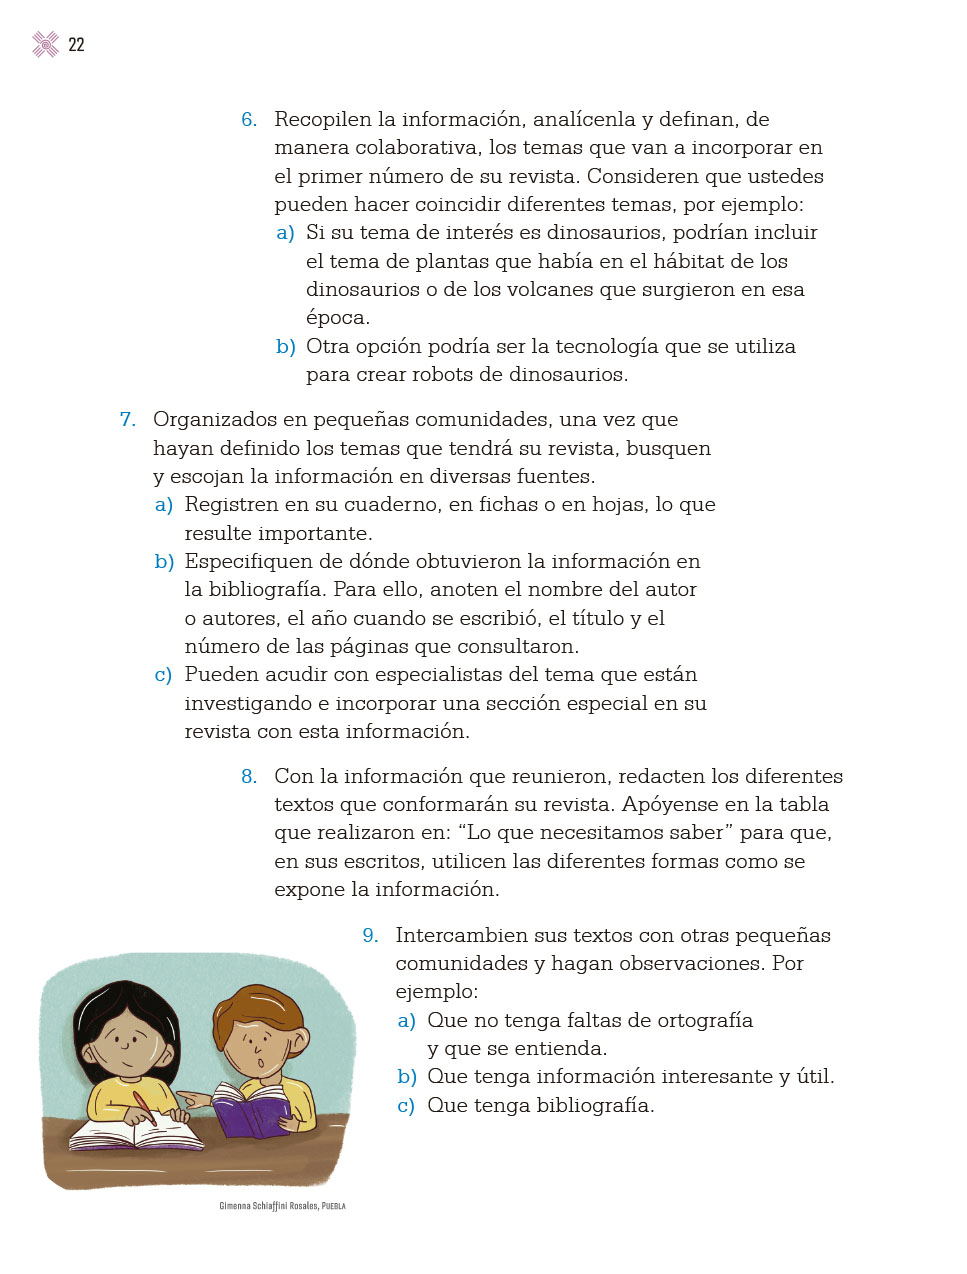 22
6. Recopilen la información, analícenla y definan, de
manera colaborativa, los temas que van a incorporar en
el primer número de su revista. Consideren que ustedes
pueden hacer coincidir diferentes temas, por ejemplo:
a) Si su tema de interés es dinosaurios, podrían incluir
el tema de plantas que había en el hábitat de los
dinosaurios o de los volcanes que surgieron en esa
época.
b) Otra opción podría ser la tecnología que se utiliza
para crear robots de dinosaurios.
7. Organizados en pequeñas comunidades, una vez que
hayan definido los temas que tendrá su revista, busquen
y escojan la información en diversas fuentes.
a) Registren en su cuaderno, en fichas o en hojas, lo que
resulte importante.
b) Especifiquen de dónde obtuvieron la información en
la bibliografía. Para ello, anoten el nombre del autor
o autores, el año cuando se escribió, el título y el
número de las páginas que consultaron.
c) Pueden acudir con especialistas del tema que están
investigando e incorporar una sección especial en su
revista con esta información.
8. Con la información que reunieron, redacten los diferentes
textos que conformarán su revista. Apóyense en la tabla
que realizaron en: “Lo que necesitamos saber” para que,
en sus escritos, utilicen las diferentes formas como se
expone la información.
9. Intercambien sus textos con otras pequeñas
comunidades y hagan observaciones. Por
ejemplo:
a) Que no tenga faltas de ortografía
y que se entienda.
b) Que tenga información interesante y útil.
c) Que tenga bibliografía.
Gimenna Schiaffini Rosales, PUEBLA